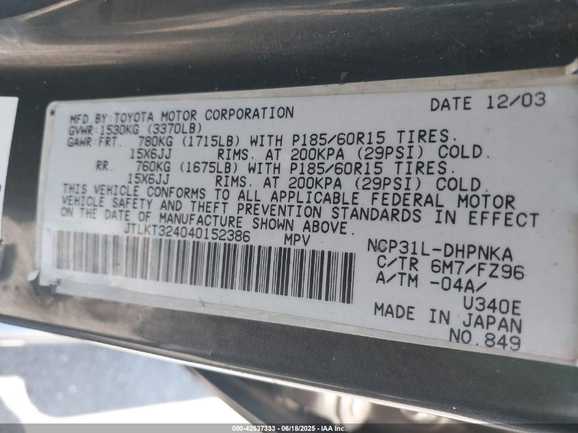 MFD BY TOYOTA MOTOR CORPORATION DATE 12/03
GVWR 1530KG (3370LB)
GAWR FRT. 780KG (1715LB) WITH P185/60R15 TIRES.
15X6JJ RIMS. AT 200KPA (29PSI) COLD.
RR. 760KG (1675LB) WITH P185/60R15 TIRES.
15X6JJ RIMS. AT 200KPA (29PSI) COLD.
THIS VEHICLE CONFORMS TO ALL APPLICABLE FEDERAL MOTOR
VEHICLE SAFETY AND THEFT PREVENTION STANDARDS IN EFFECT
ON THE DATE OF MANUFACTURE SHOWN ABOVE.
JTLKT324040152386 MPV NCP31L-DHPNKA
C/TR 6M7/FZ96
A/TM -04A/
U340E
MADE IN JAPAN
NO.849
000-42537333 - 06/18/2025 - IAA Inc.